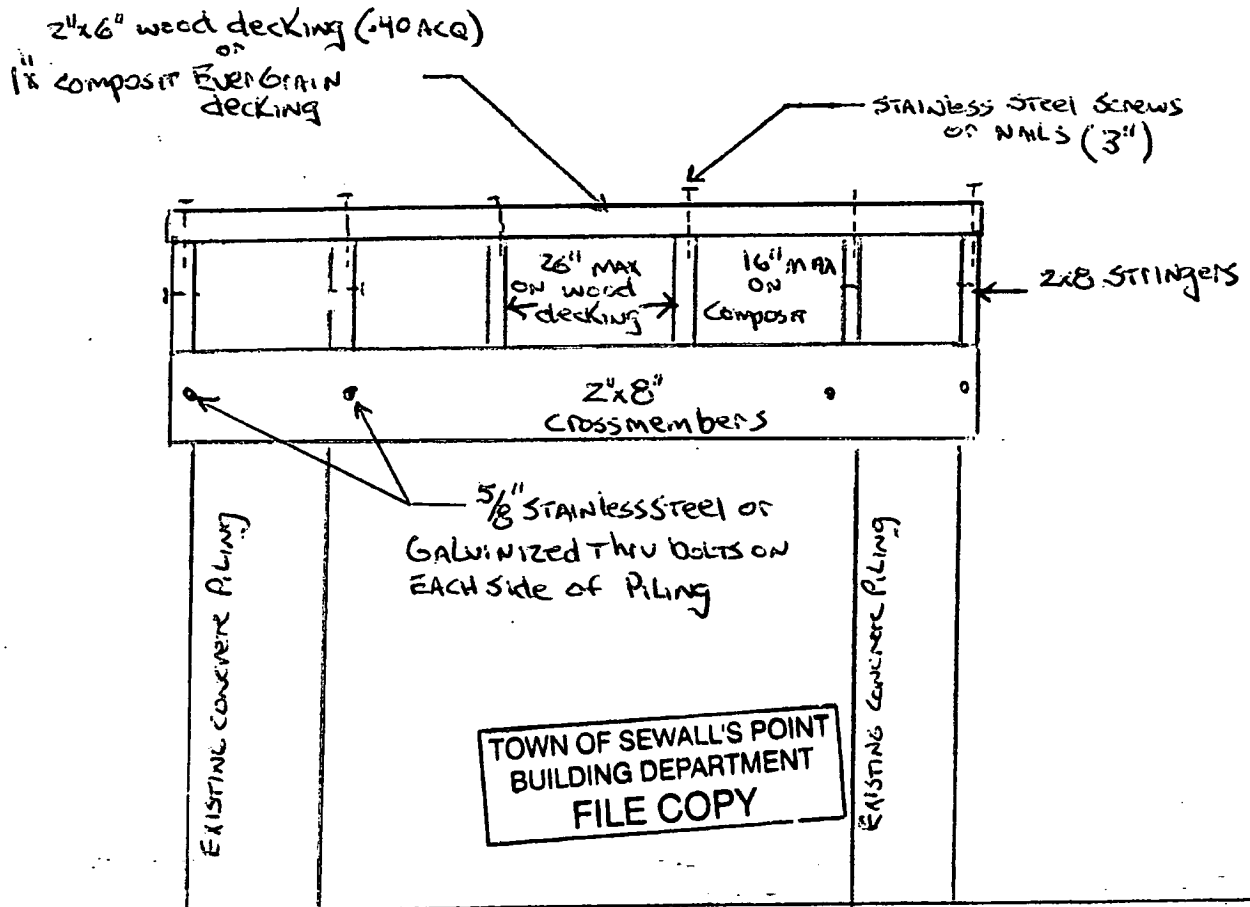 2"x6" wood decking (.40 ACQ)
or
1"x composit EverGrain
decking
STAINLESS STEEL SCREWS
or NAILS (3")
26" MAX
ON wood
decking
16" MAX
ON
composit
2x8 STRINGERS
2"x8"
crossmembers
5/8" STAINLESS STEEL or
GALVINIZED THRU BOLTS ON
EACH Side of PILING
EXISTING CONCRETE PILING
EXISTING CONCRETE PILING
TOWN OF SEWALL'S POINT
BUILDING DEPARTMENT
FILE COPY